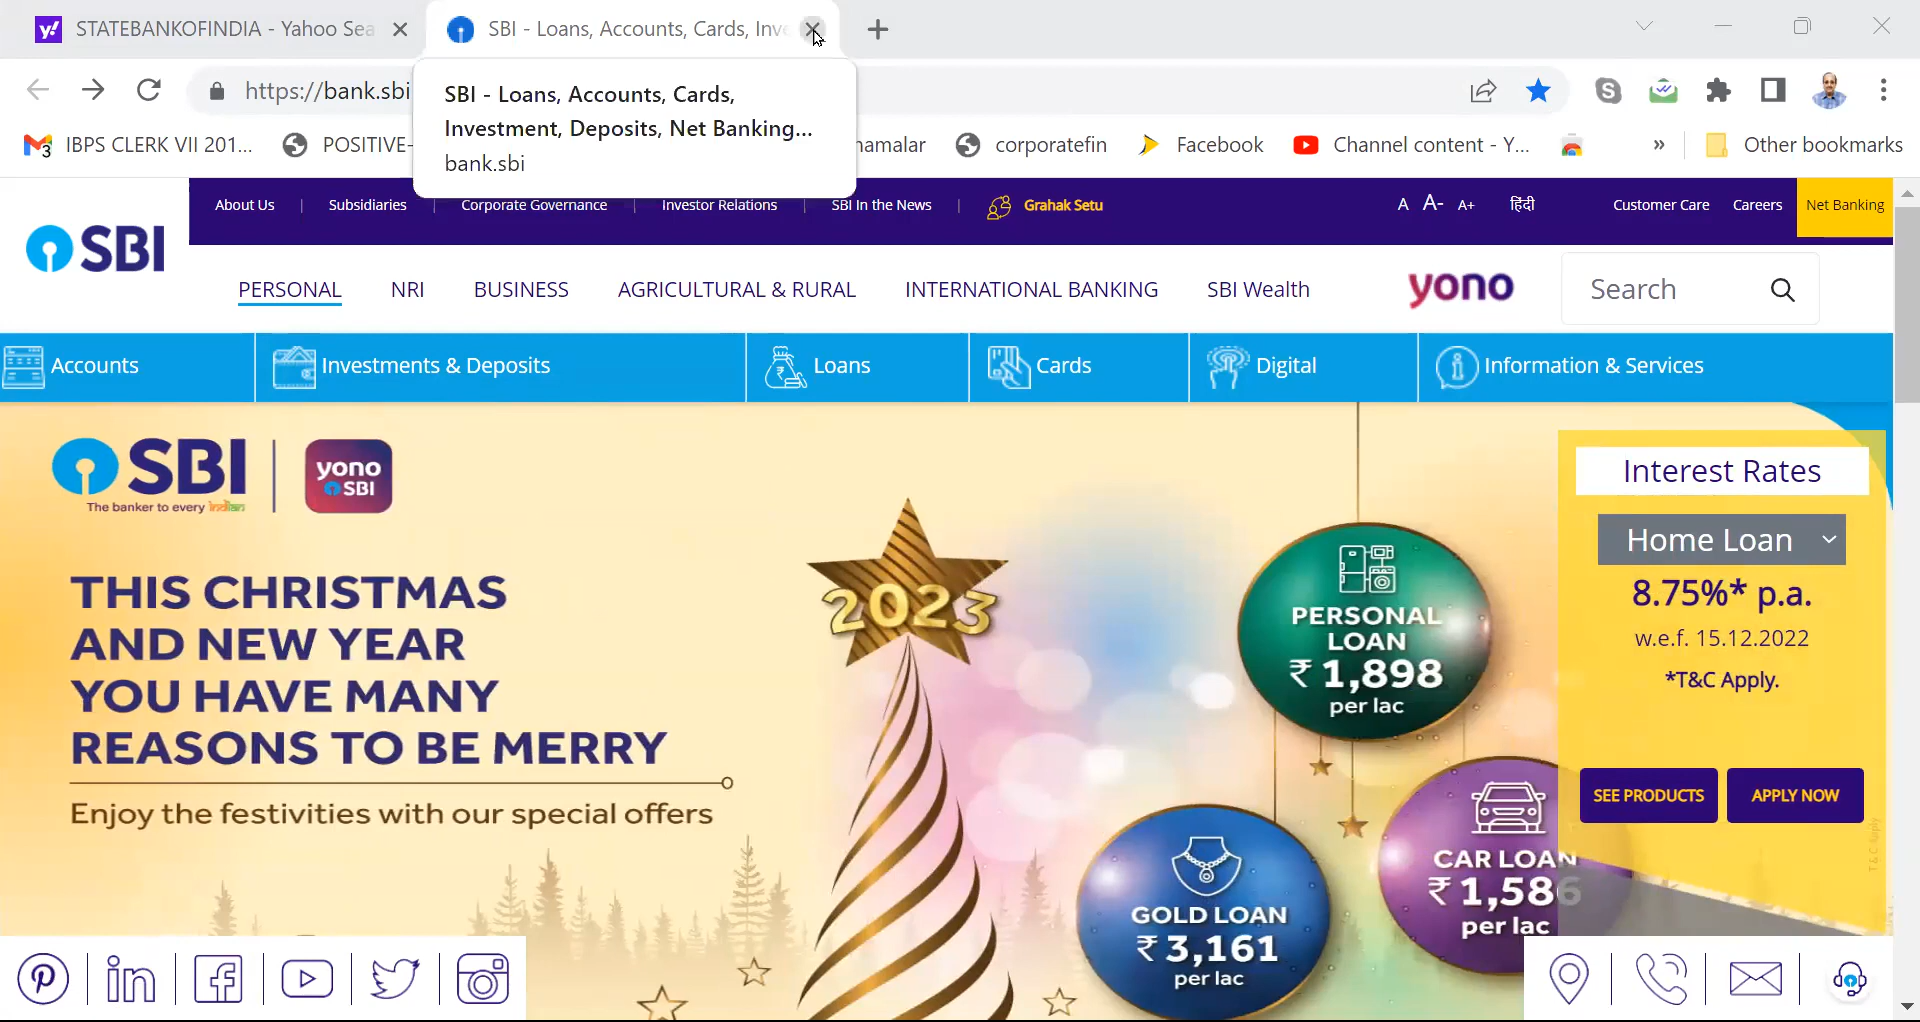 STATEBANKOFINDIA - Yahoo Sea
SBI - Loans, Accounts, Cards, Inve
https://bank.sbi
SBI - Loans, Accounts, Cards,
Investment, Deposits, Net Banking...
bank.sbi
IBPS CLERK VII 201...
POSITIVE-
namalar
corporatefin
Facebook
Channel content - Y...
»
Other bookmarks
About Us
Subsidiaries
Corporate Governance
Investor Relations
SBI In the News
Grahak Setu
A A- A+
हिंदी
Customer Care
Careers
Net Banking
SBI
PERSONAL
NRI
BUSINESS
AGRICULTURAL & RURAL
INTERNATIONAL BANKING
SBI Wealth
yono
Search
Accounts
Investments & Deposits
Loans
Cards
Digital
Information & Services
SBI
The banker to every Indian
yono
SBI
THIS CHRISTMAS
AND NEW YEAR
YOU HAVE MANY
REASONS TO BE MERRY
Enjoy the festivities with our special offers
2023
PERSONAL
LOAN
₹ 1,898
per lac
GOLD LOAN
₹ 3,161
per lac
CAR LOAN
₹ 1,586
per lac
Interest Rates
Home Loan
8.75%* p.a.
w.e.f. 15.12.2022
*T&C Apply.
SEE PRODUCTS
APPLY NOW
T&C Apply